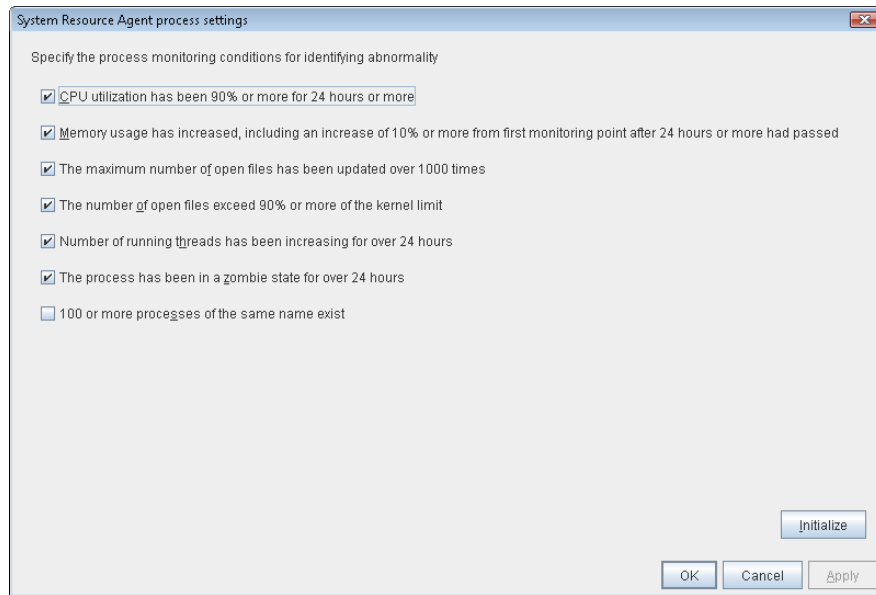 System Resource Agent process settings
Specify the process monitoring conditions for identifying abnormality
CPU utilization has been 90% or more for 24 hours or more
Memory usage has increased, including an increase of 10% or more from first monitoring point after 24 hours or more had passed
The maximum number of open files has been updated over 1000 times
The number of open files exceed 90% or more of the kernel limit
Number of running threads has been increasing for over 24 hours
The process has been in a zombie state for over 24 hours
100 or more processes of the same name exist
Initialize
OK Cancel Apply